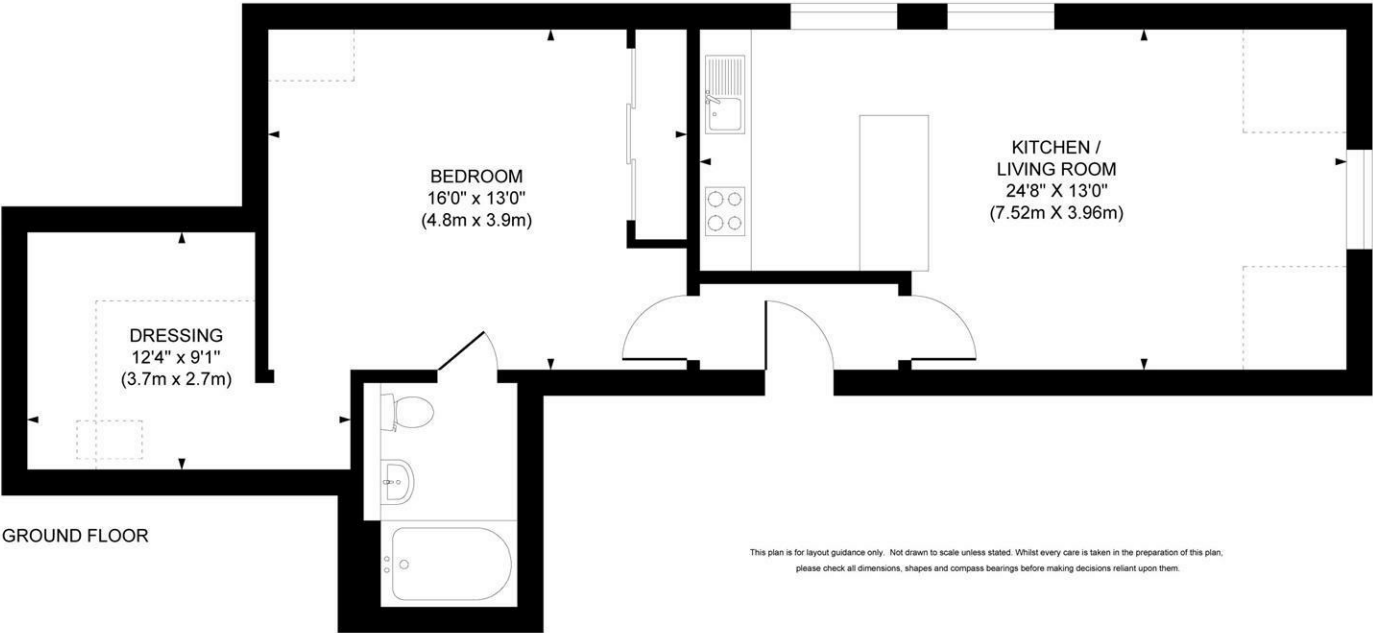 BEDROOM
16'0" x 13'0"
(4.8m x 3.9m)
KITCHEN /
LIVING ROOM
24'8" X 13'0"
(7.52m X 3.96m)
DRESSING
12'4" x 9'1"
(3.7m x 2.7m)
GROUND FLOOR
This plan is for layout guidance only. Not drawn to scale unless stated. Whilst every care is taken in the preparation of this plan,
please check all dimensions, shapes and compass bearings before making decisions reliant upon them.